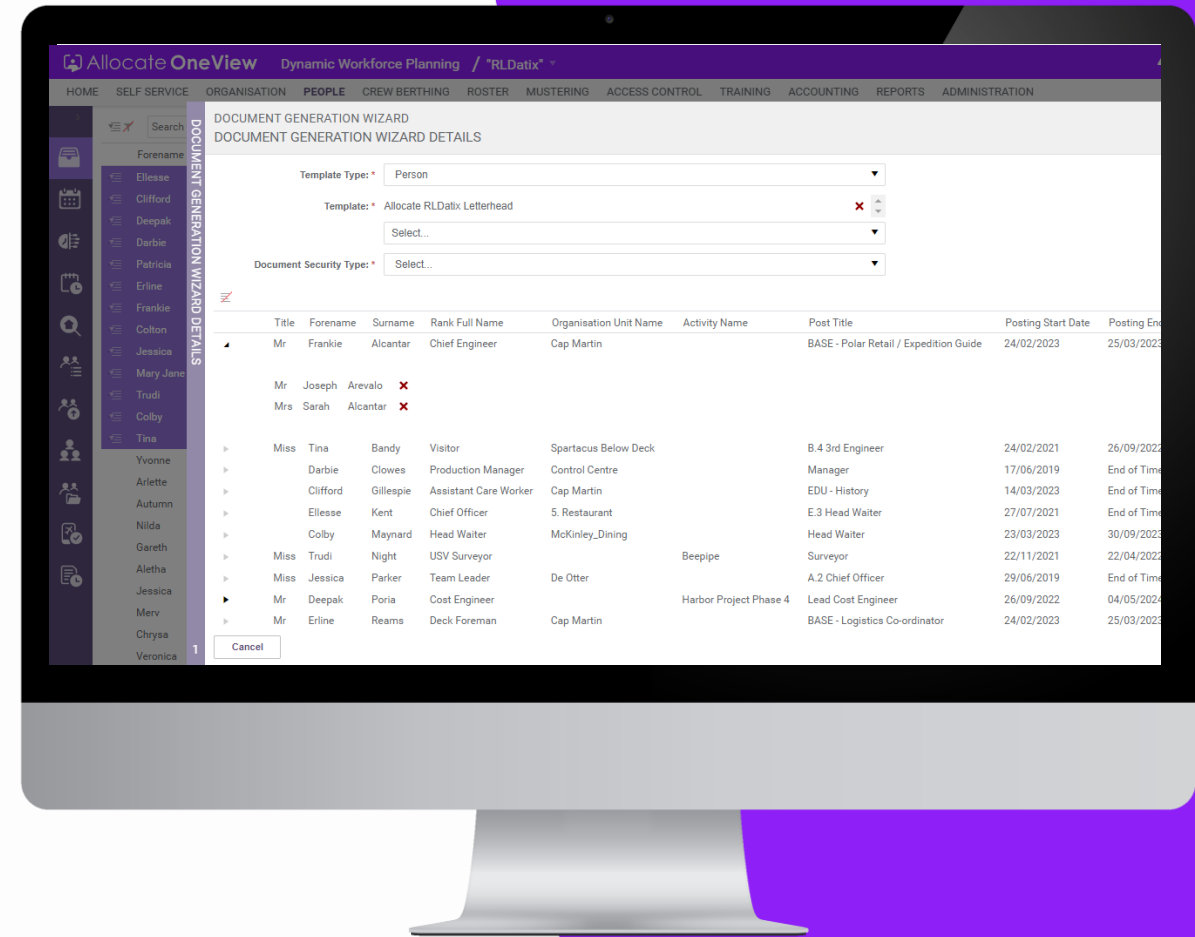 Allocate OneView Dynamic Workforce Planning / "RLDatix"
HOME SELF SERVICE ORGANISATION PEOPLE CREW BERTHING ROSTER MUSTERING ACCESS CONTROL TRAINING ACCOUNTING REPORTS ADMINISTRATION
Search
Forename
Ellesse
Clifford
Deepak
Darbie
Patricia
Erline
Frankie
Colton
Jessica
Mary Jane
Trudi
Colby
Tina
Yvonne
Arlette
Autumn
Nilda
Gareth
Aletha
Jessica
Merv
Chrysa
Veronica
DOCUMENT GENERATION WIZARD DETAILS
1
DOCUMENT GENERATION WIZARD
DOCUMENT GENERATION WIZARD DETAILS
Template Type: * Person
Template: * Allocate RLDatix Letterhead
Select...
Document Security Type: * Select...
Title Forename Surname Rank Full Name Organisation Unit Name Activity Name Post Title Posting Start Date Posting
Mr Frankie Alcantar Chief Engineer Cap Martin BASE - Polar Retail / Expedition Guide 24/02/2023 25/03/2023
Mr Joseph Arevalo
Mrs Sarah Alcantar
Miss Tina Bandy Visitor Spartacus Below Deck B.4 3rd Engineer 24/02/2021 26/09/2022
Darbie Clowes Production Manager Control Centre Manager 17/06/2019 End of Time
Clifford Gillespie Assistant Care Worker Cap Martin EDU - History 14/03/2023 End of Time
Ellesse Kent Chief Officer 5. Restaurant E.3 Head Waiter 27/07/2021 End of Time
Colby Maynard Head Waiter McKinley_Dining Head Waiter 23/03/2023 30/09/2023
Miss Trudi Night USV Surveyor Beepipe Surveyor 22/11/2021 22/04/2022
Miss Jessica Parker Team Leader De Otter A.2 Chief Officer 29/06/2019 End of Time
Mr Deepak Poria Cost Engineer Harbor Project Phase 4 Lead Cost Engineer 26/09/2022 04/05/2024
Mr Erline Reams Deck Foreman Cap Martin BASE - Logistics Co-ordinator 24/02/2023 25/03/2023
Cancel